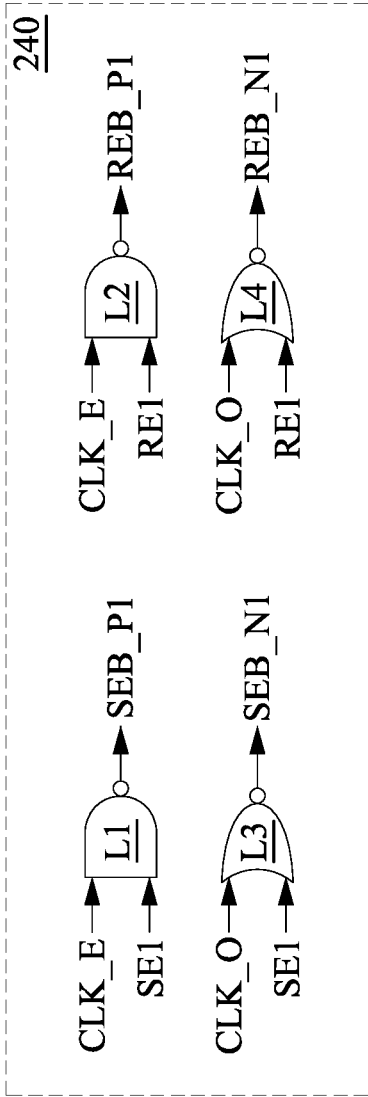 240
CLK_E
SE1
L1
SEB_P1
CLK_E
RE1
L2
REB_P1
CLK_O
SE1
L3
SEB_N1
CLK_O
RE1
L4
REB_N1